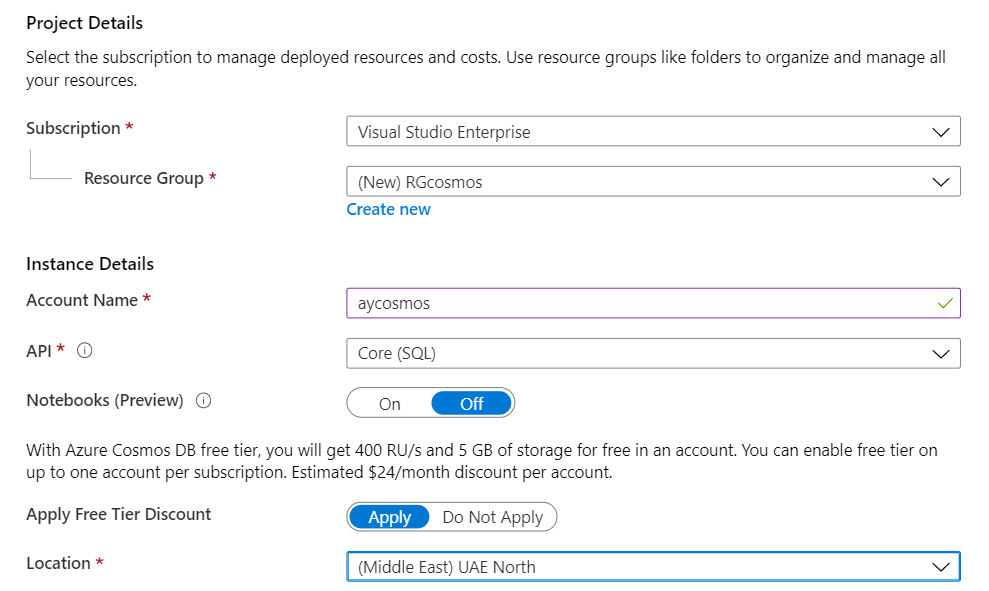 Project Details
Select the subscription to manage deployed resources and costs. Use resource groups like folders to organize and manage all
your resources.
Subscription *
Visual Studio Enterprise
Resource Group *
(New) RGcosmos
Create new
Instance Details
Account Name *
aycosmos
API *
Core (SQL)
Notebooks (Preview)
On Off
With Azure Cosmos DB free tier, you will get 400 RU/s and 5 GB of storage for free in an account. You can enable free tier on
up to one account per subscription. Estimated $24/month discount per account.
Apply Free Tier Discount
Apply Do Not Apply
Location *
(Middle East) UAE North